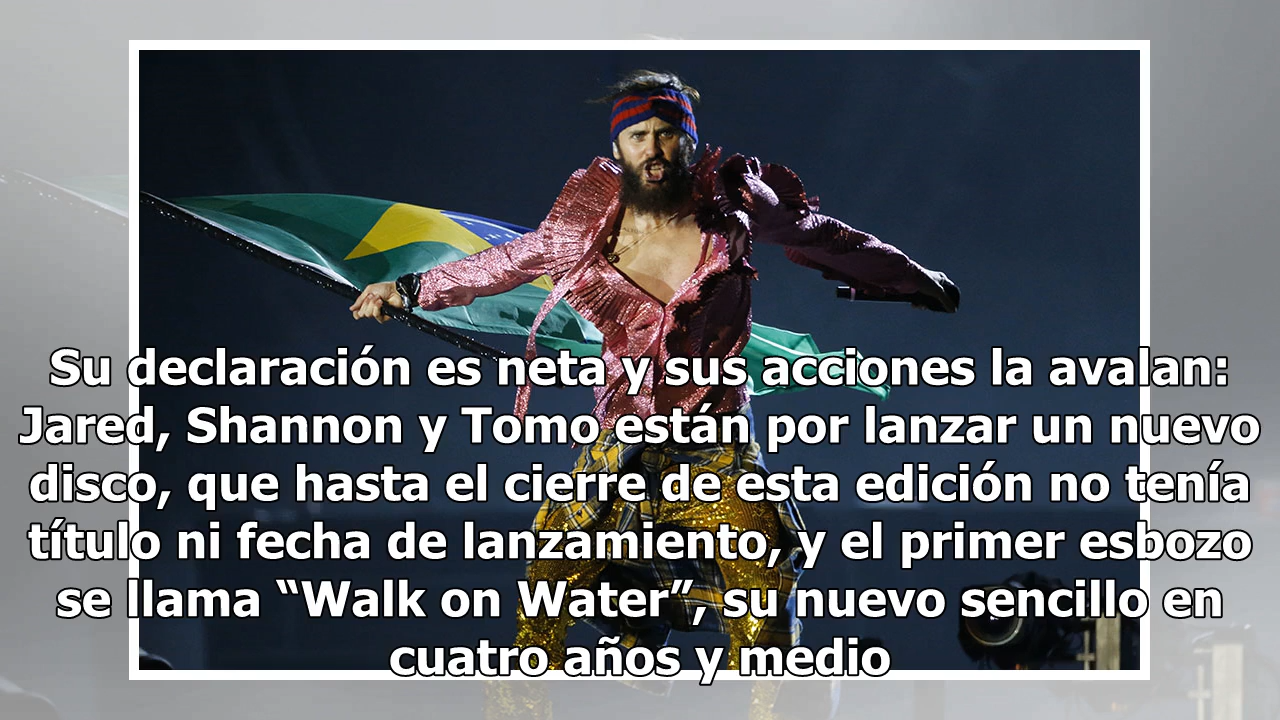 Su declaración es neta y sus acciones la avalan:
Jared, Shannon y Tomo están por lanzar un nuevo
disco, que hasta el cierre de esta edición no tenía
título ni fecha de lanzamiento, y el primer esbozo
se llama “Walk on Water”, su nuevo sencillo en
cuatro años y medio